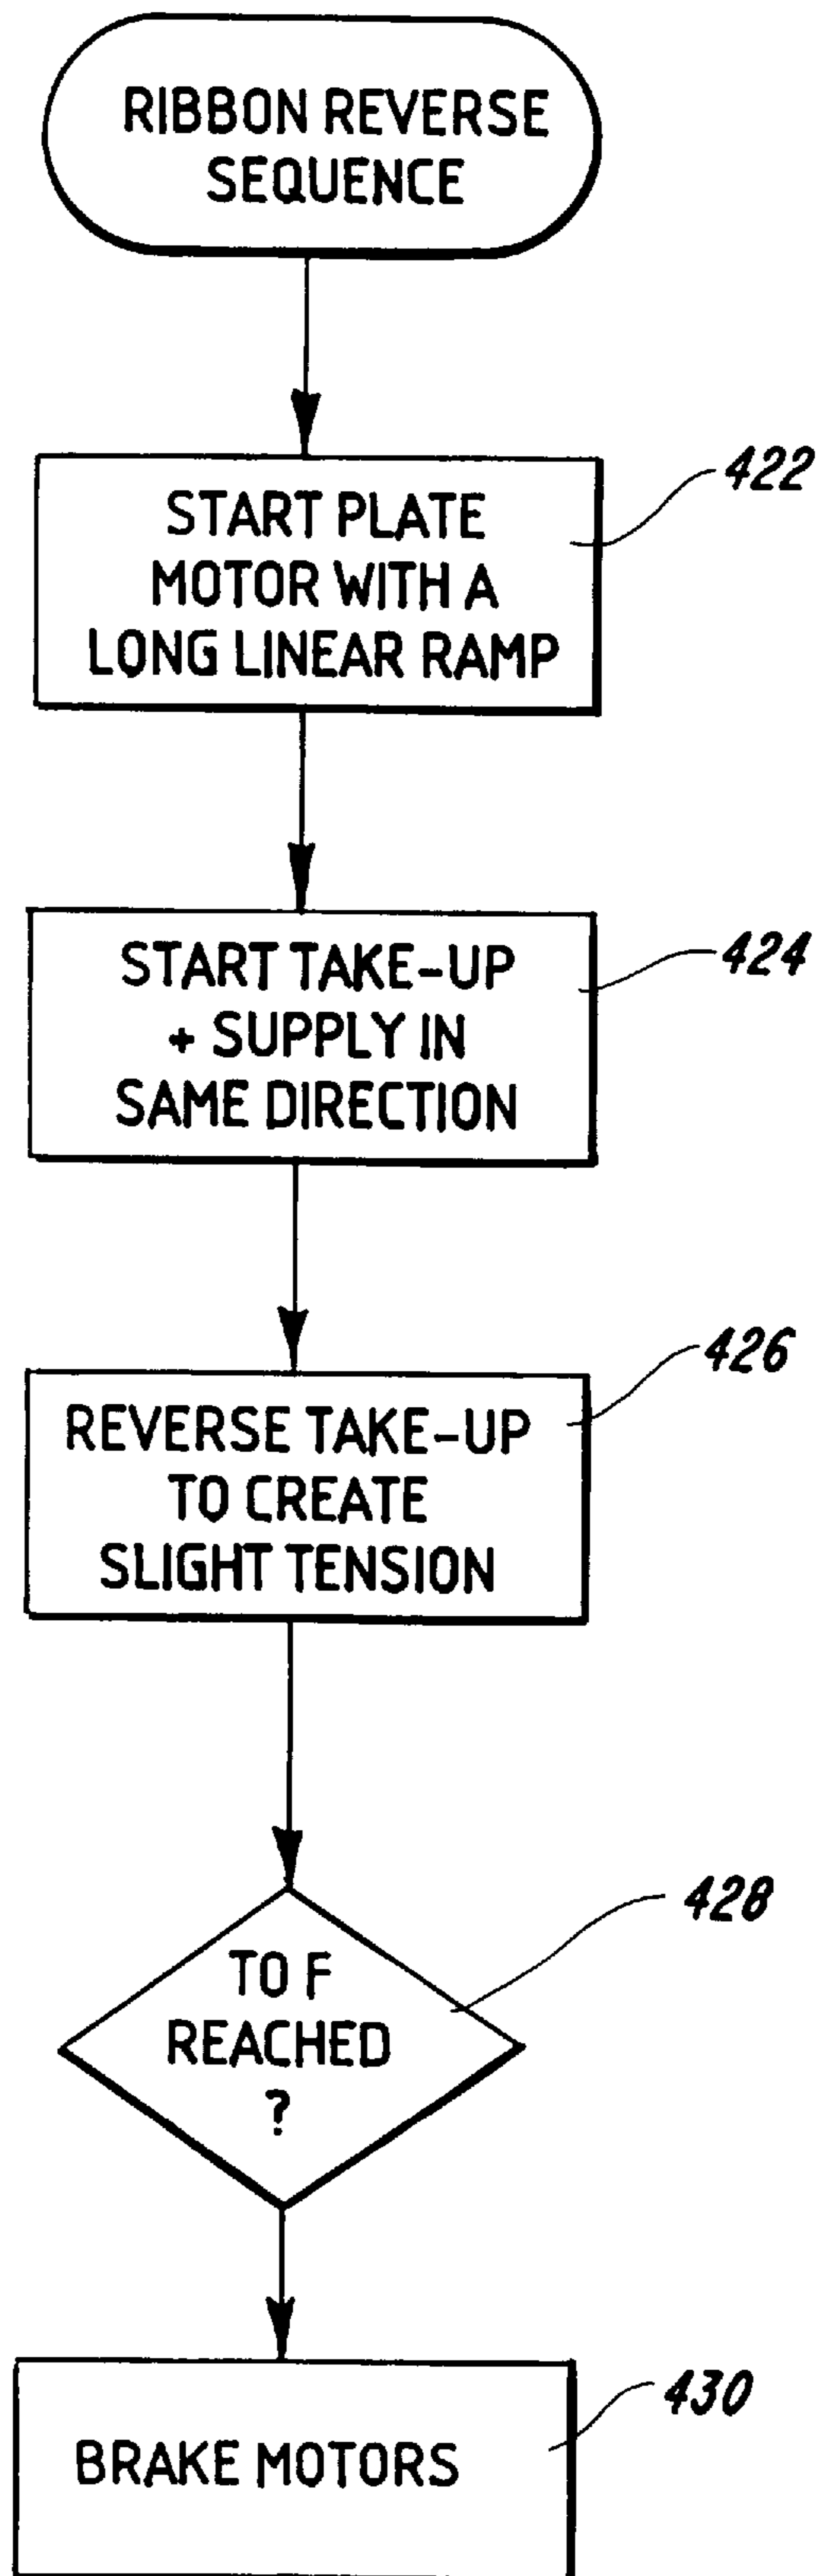 RIBBON REVERSE
SEQUENCE
422
START PLATE
MOTOR WITH A
LONG LINEAR RAMP
424
START TAKE-UP
+ SUPPLY IN
SAME DIRECTION
426
REVERSE TAKE-UP
TO CREATE
SLIGHT TENSION
428
TO F
REACHED
?
430
BRAKE MOTORS